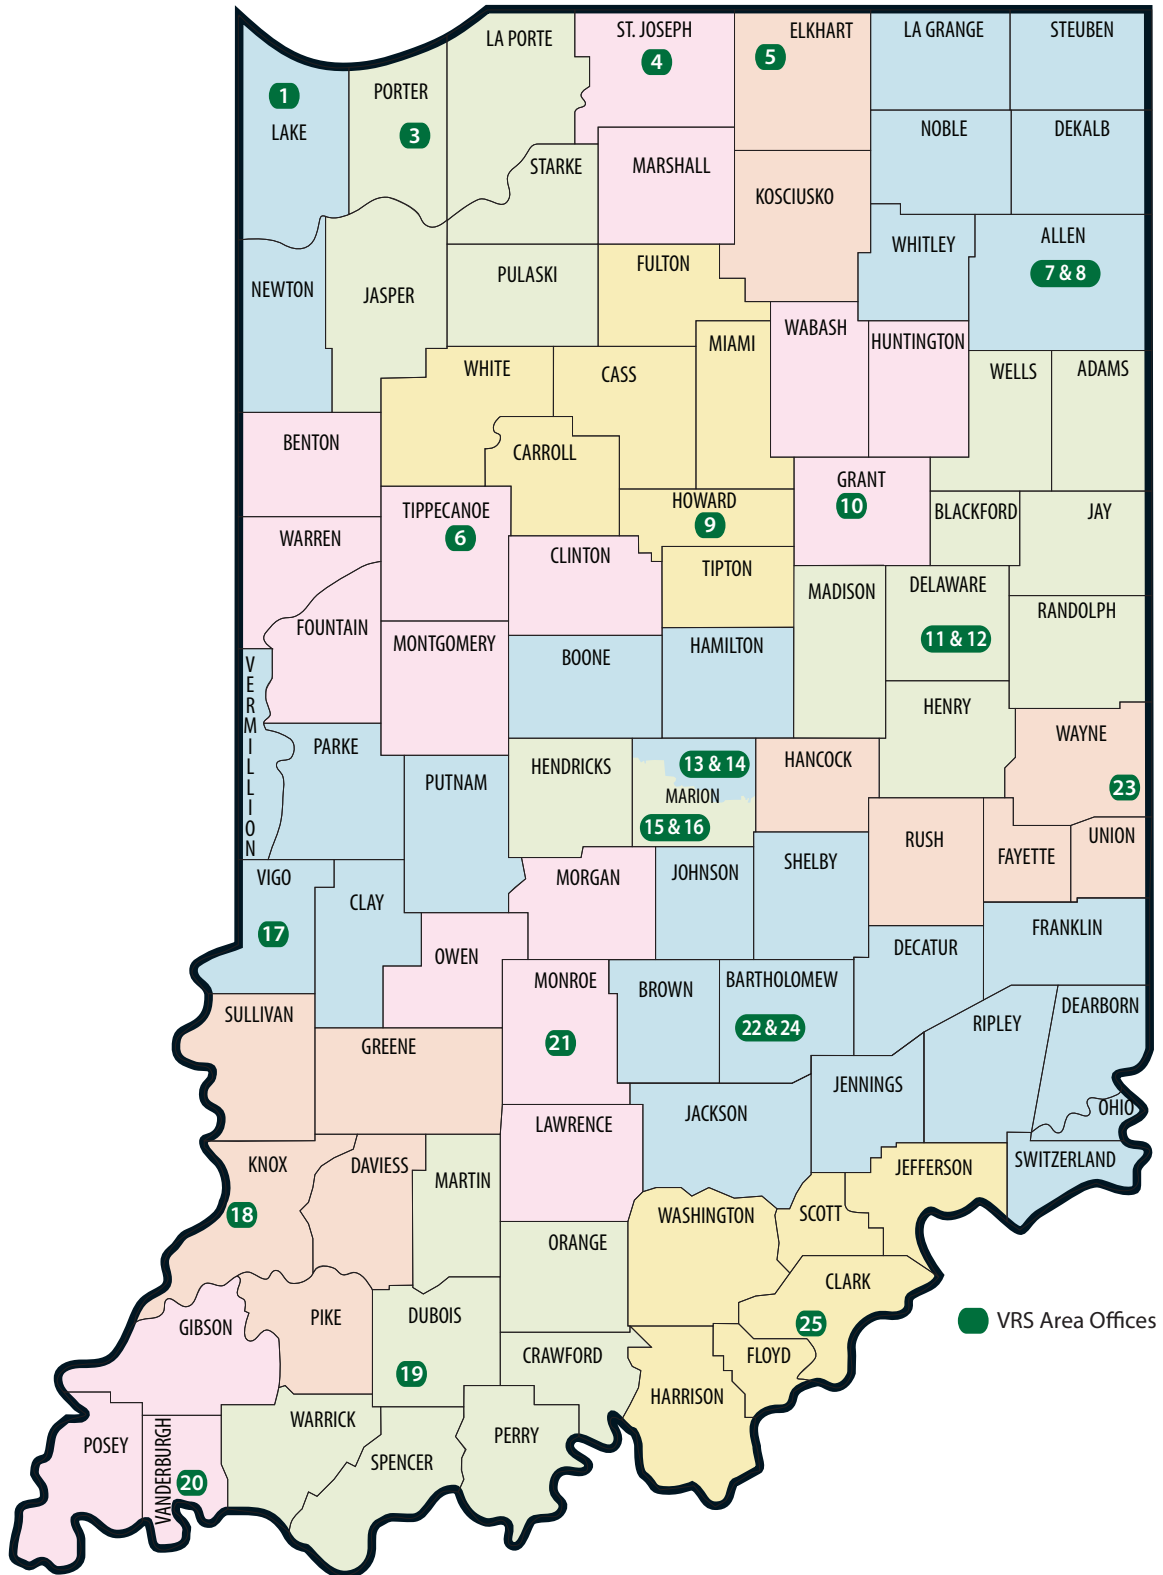 LA PORTE
ST. JOSEPH
4
5
ELKHART
LA GRANGE
STEUBEN
1
LAKE
PORTER
3
NOBLE
DEKALB
STARKE
MARSHALL
KOSCIUSKO
WHITLEY
ALLEN
7 & 8
NEWTON
JASPER
PULASKI
FULTON
WABASH
HUNTINGTON
MIAMI
WHITE
CASS
WELLS
ADAMS
BENTON
CARROLL
GRANT
10
TIPPECANOE
6
HOWARD
9
BLACKFORD
JAY
WARREN
CLINTON
TIPTON
MADISON
DELAWARE
11 & 12
RANDOLPH
FOUNTAIN
MONTGOMERY
BOONE
HAMILTON
VERMILLION
HENRY
PARKE
PUTNAM
HENDRICKS
13 & 14
MARION
15 & 16
HANCOCK
WAYNE
23
RUSH
FAYETTE
UNION
VIGO
17
CLAY
MORGAN
JOHNSON
SHELBY
OWEN
DECATUR
FRANKLIN
MONROE
21
BROWN
BARTHOLOMEW
22 & 24
SULLIVAN
GREENE
RIPLEY
DEARBORN
JENNINGS
OHIO
JACKSON
LAWRENCE
KNOX
18
DAVIESS
MARTIN
JEFFERSON
SWITZERLAND
WASHINGTON
SCOTT
ORANGE
CLARK
25
GIBSON
PIKE
DUBOIS
19
CRAWFORD
FLOYD
HARRISON
VRS Area Offices
POSEY
VANDERBURGH
20
WARRICK
SPENCER
PERRY